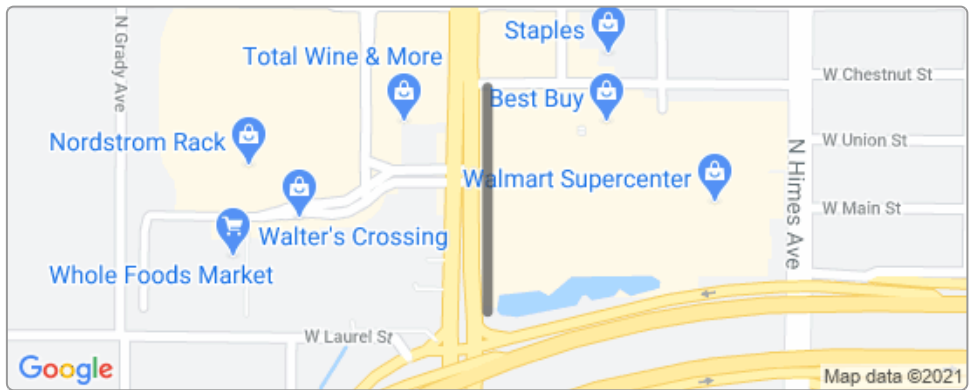 N Grady Ave
Staples
Total Wine & More
W Chestnut St
Best Buy
Nordstrom Rack
W Union St
Walmart Supercenter
N Himes Ave
W Main St
Walter's Crossing
Whole Foods Market
W Laurel St
Google
Map data ©2021